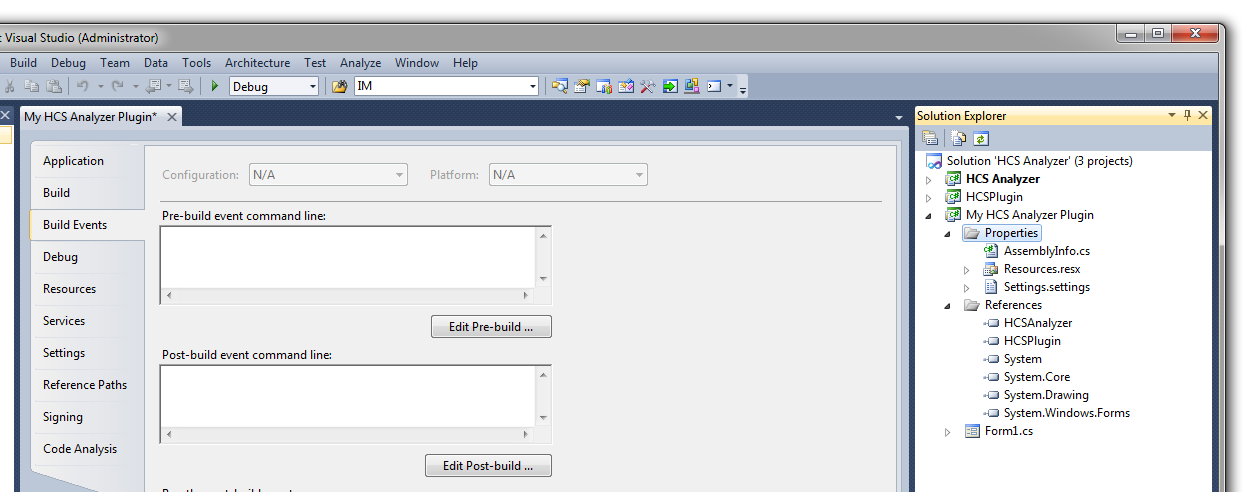 t Visual Studio (Administrator)
Build Debug Team Data Tools Architecture Test Analyze Window Help
Debug IM
My HCS Analyzer Plugin*
Solution Explorer
Application
Build
Build Events
Debug
Resources
Services
Settings
Reference Paths
Signing
Code Analysis
Configuration: N/A Platform: N/A
Pre-build event command line:
Edit Pre-build ...
Post-build event command line:
Edit Post-build ...
Solution 'HCS Analyzer' (3 projects)
HCS Analyzer
HCSPlugin
My HCS Analyzer Plugin
Properties
AssemblyInfo.cs
Resources.resx
Settings.settings
References
HCSAnalyzer
HCSPlugin
System
System.Core
System.Drawing
System.Windows.Forms
Form1.cs